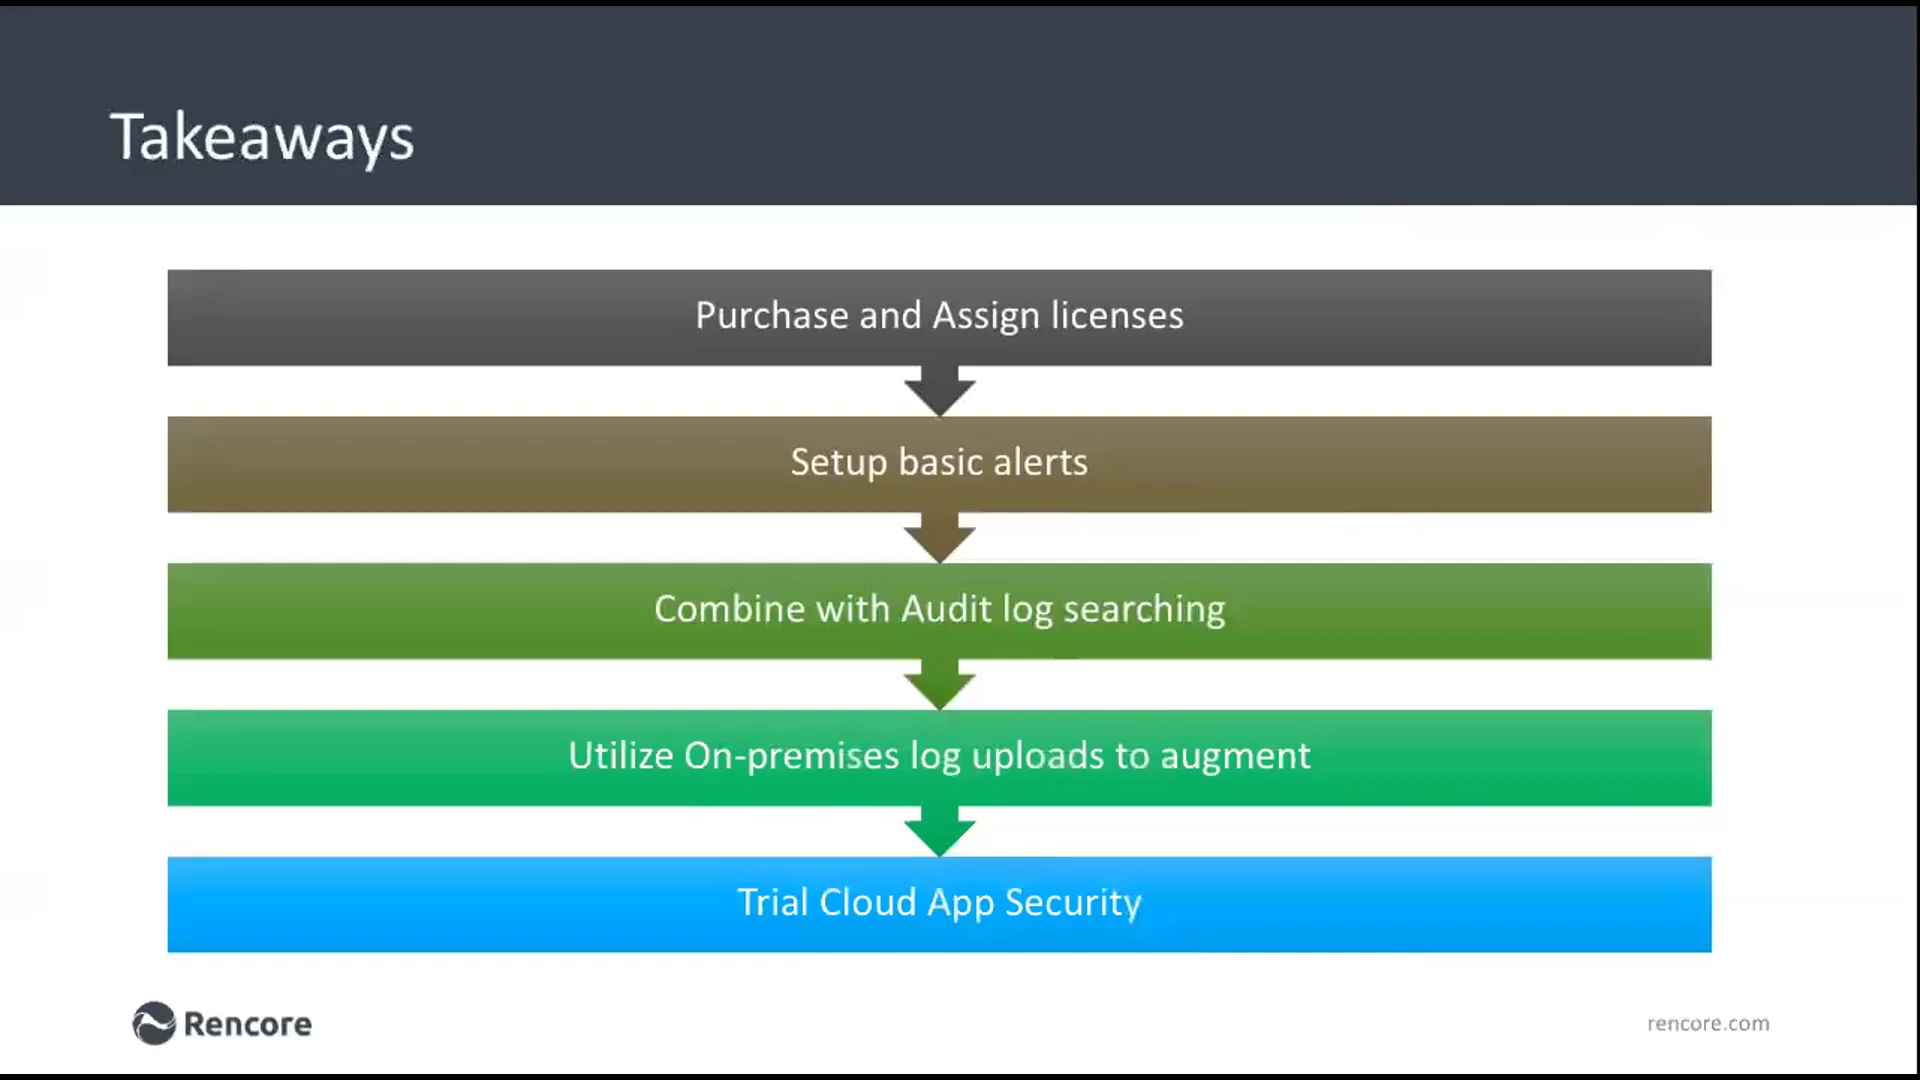 Takeaways
Purchase and Assign licenses
Setup basic alerts
Combine with Audit log searching
Utilize On-premises log uploads to augment
Trial Cloud App Security
Rencore
rencore.com